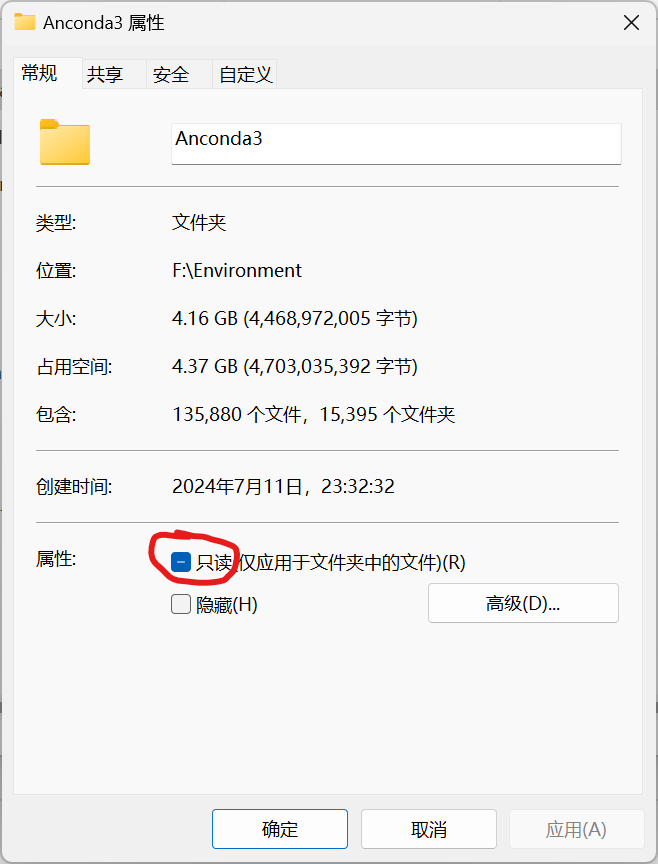 Anconda3 属性
常规 共享 安全 自定义
Anconda3
类型: 文件夹
位置: F:\Environment
大小: 4.16 GB (4,468,972,005 字节)
占用空间: 4.37 GB (4,703,035,392 字节)
包含: 135,880 个文件，15,395 个文件夹
创建时间: 2024年7月11日，23:32:32
属性: 只读(仅应用于文件夹中的文件)(R)
隐藏(H) 高级(D)...
确定 取消 应用(A)